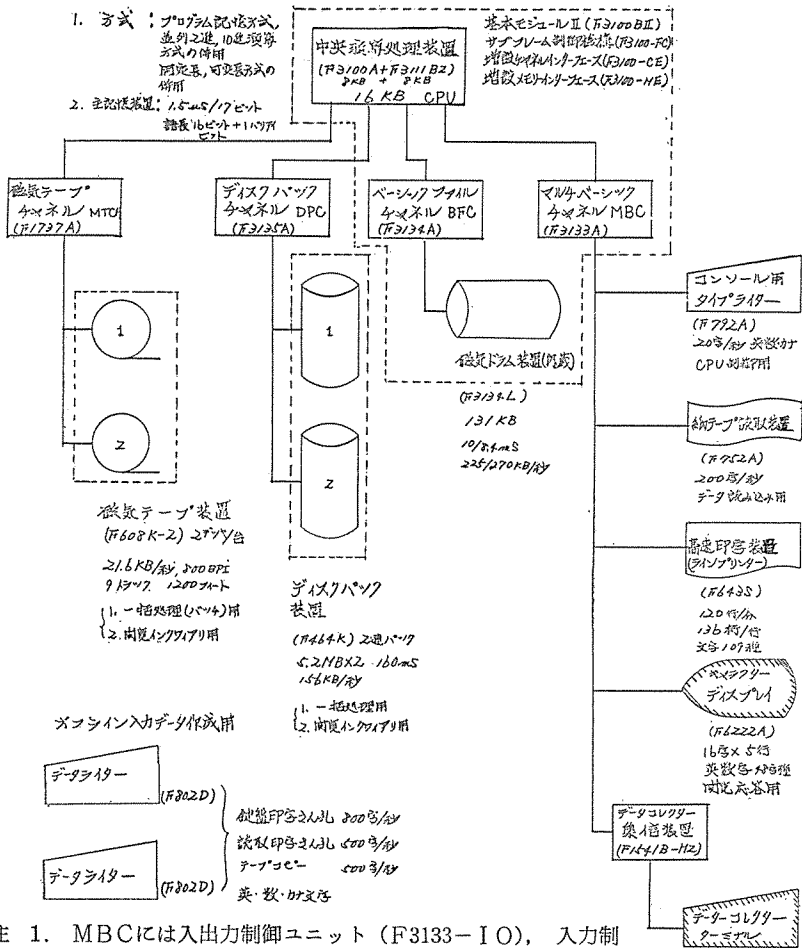 1. 方式：プログラム記憶方式,
並列2進, 10進演算
方式の併用
固定長, 可変長方式の
併用
2. 主記憶装置：1.5μs/17ビット
語長16ビット+1パリティ
ビット
中央演算処理装置
(F3100A+F3111B2)
8KB + 8KB
16 KB CPU
基本モジュールⅡ(F3100BⅡ)
サブフレーム制御機構(F3100-FC)
増設チャネルインターフェース(F3100-CE)
増設メモリインターフェース(F3100-ME)
磁気テープ
チャネル MTC
(F1737A)
ディスクパック
チャネル DPC
(F3135A)
ベーシックファイル
チャネル BFC
(F3134A)
マルチベーシック
チャネル MBC
(F3133A)
1
2
磁気テープ装置
(F608K-2) 2デッキ/台
21.6KB/秒, 800BPI
9トラック. 1200フィート
1. 一括処理(バッチ)用
2. 閲覧インクワイアリ用
1
2
ディスクパック
装置
(F464K) 2連パック
5.2MB×2 160mS
156KB/秒
1. 一括処理用
2. 閲覧インクワイアリ用
磁気ドラム装置(内蔵)
(F3134L)
131 KB
10/8.4mS
225/270KB/秒
コンソール用
タイプライター
(F792A)
20字/秒 英数カナ
CPU制御用
紙テープ読取装置
(F752A)
200字/秒
データ読み込み用
高速印字装置
(ラインプリンター)
(F643S)
120行/分
136桁/行
文字109種
キャラクター
ディスプレイ
(F6222A)
16字×5行
英数字48字種
閲覧応答用
データコレクター
集信装置
(F1541B-H2)
データーコレクター
ターミナル
オフライン入力データ作成用
データライター
(F802D)
データライター
(F802D)
鍵盤印字さん孔 800字/秒
読取印字さん孔 500字/秒
テープコピー 500字/秒
英・数・カナ文字
注 1. MBCには入出力制御ユニット (F3133-IO), 入力制